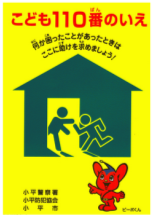 こども110番のいえ
何か困ったことがあったときは
ここに助けを求めましょう!
小平警察署
小平防犯協会
小平市
ピーポくん